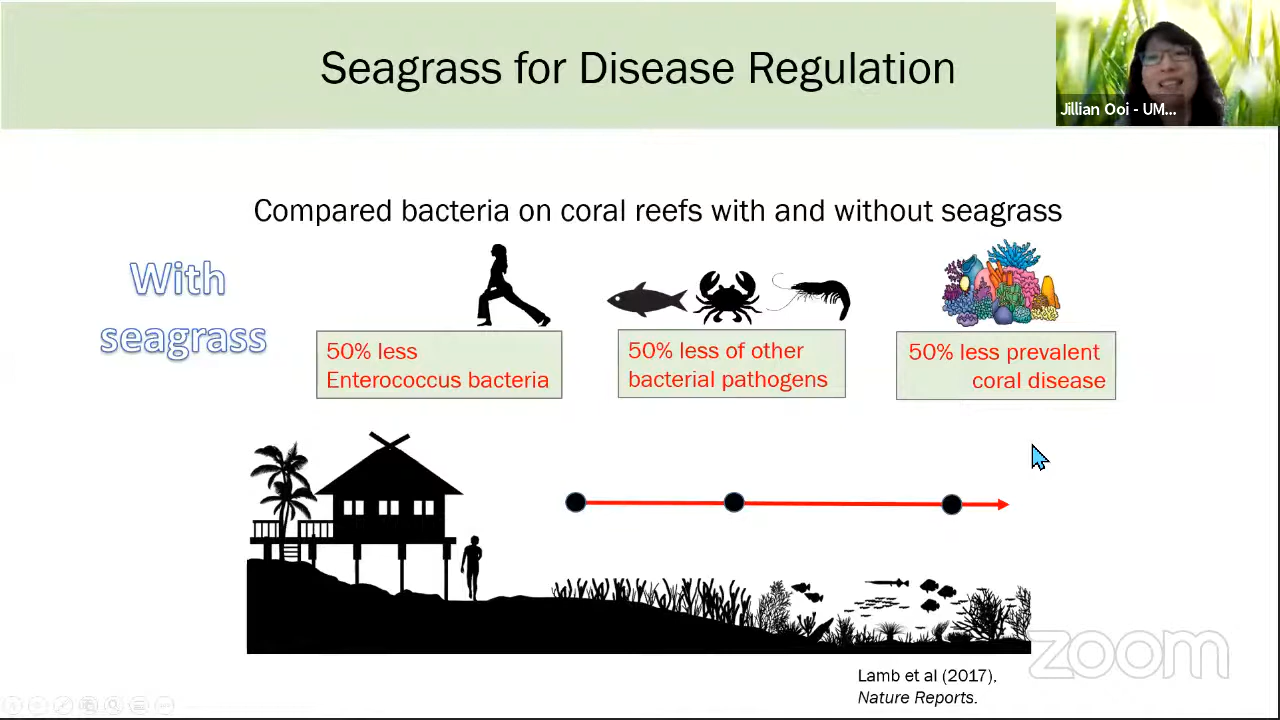 Seagrass for Disease Regulation
Jillian Ooi - UM...
Compared bacteria on coral reefs with and without seagrass
With
seagrass
50% less
Enterococcus bacteria
50% less of other
bacterial pathogens
50% less prevalent
coral disease
Lamb et al (2017),
Nature Reports.
zoom